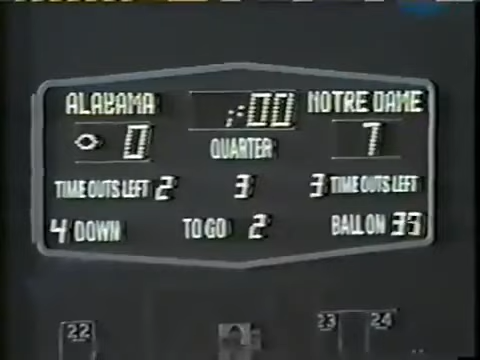 ALABAMA :00 NOTRE DAME
0 QUARTER 7
TIME OUTS LEFT 2 3 3 TIME OUTS LEFT
4 DOWN TO GO 2 BALL ON 33
22 23 24